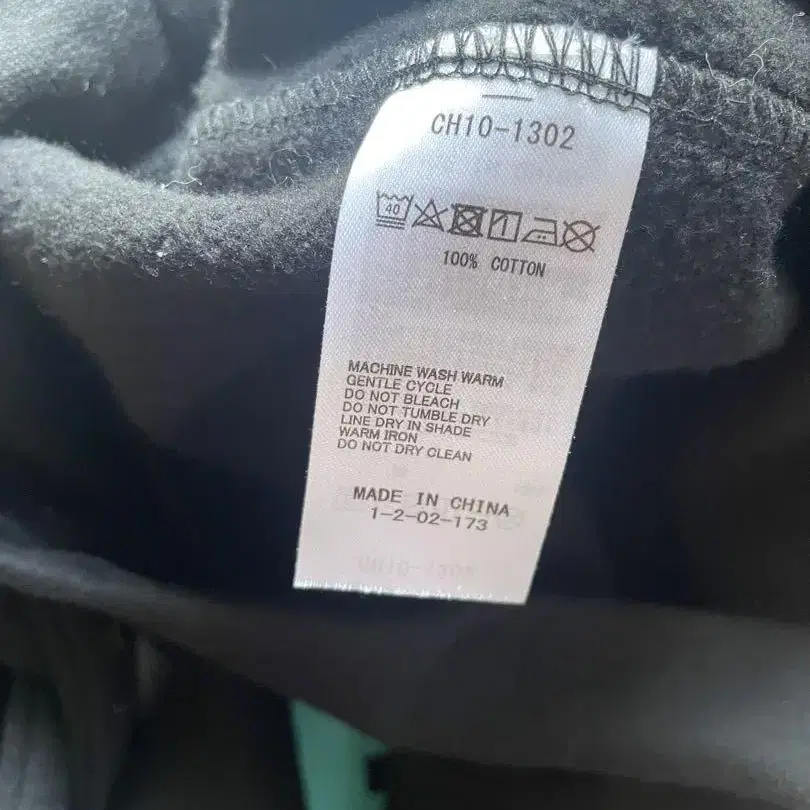 CH10-1302
40
100% COTTON
MACHINE WASH WARM
GENTLE CYCLE
DO NOT BLEACH
DO NOT TUMBLE DRY
LINE DRY IN SHADE
WARM IRON
DO NOT DRY CLEAN
MADE IN CHINA
1-2-02-173